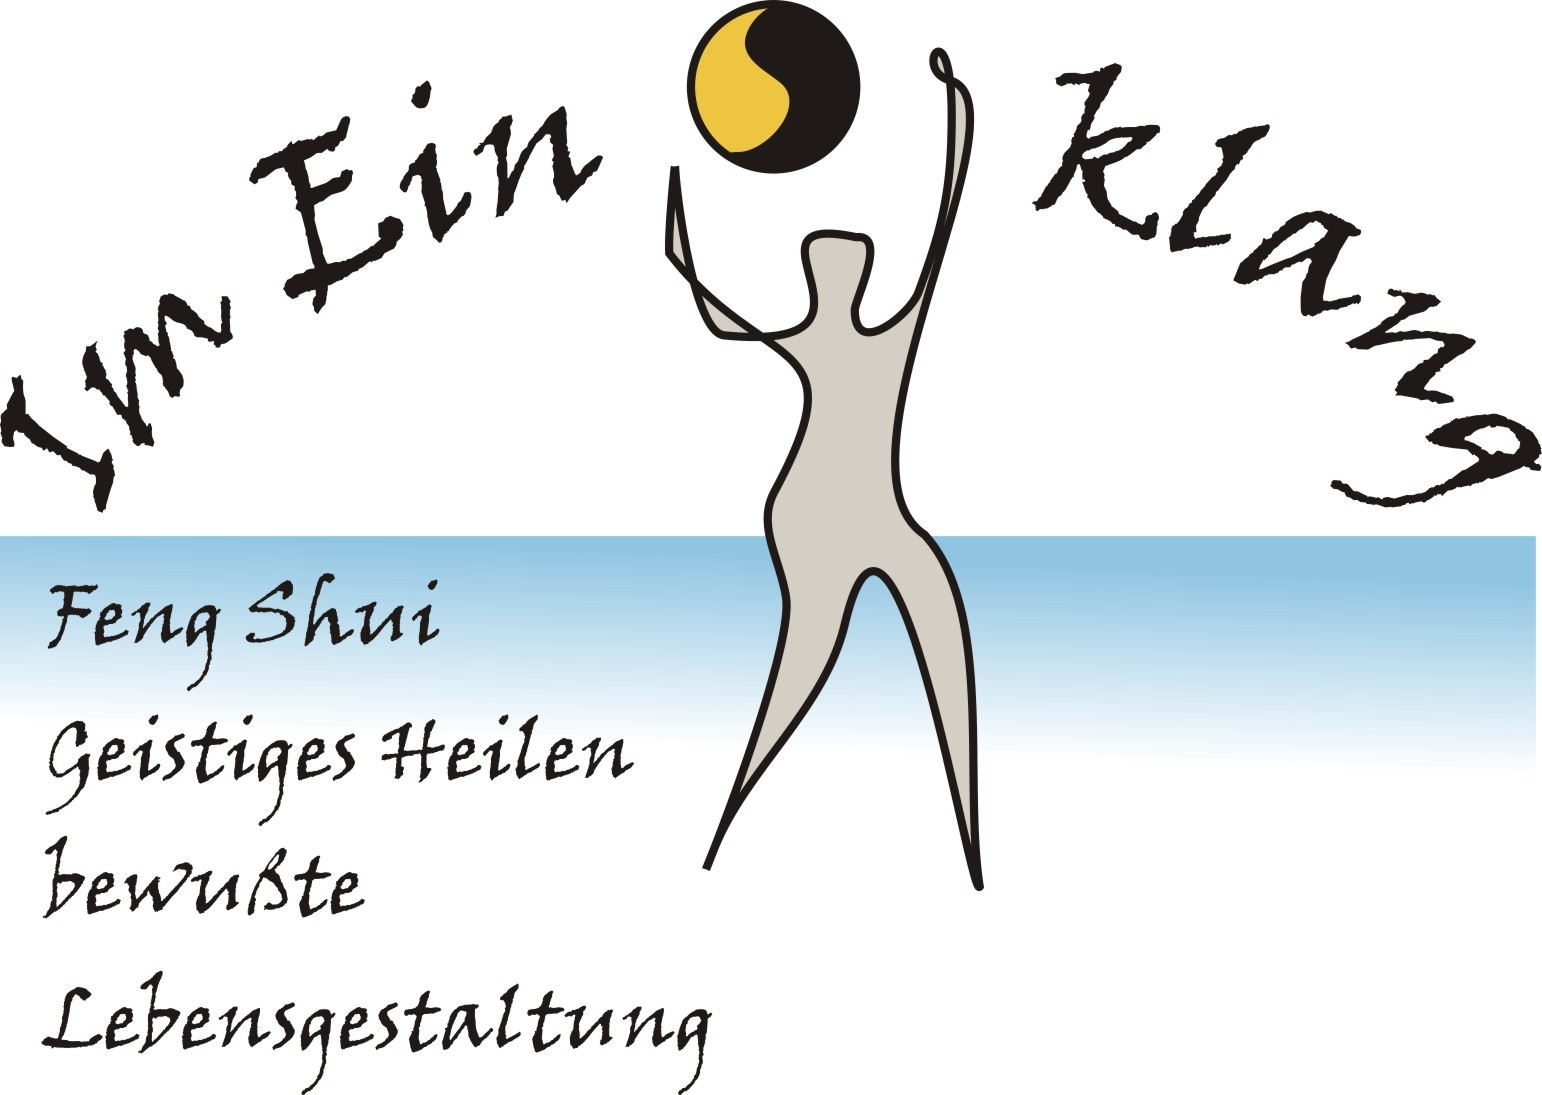 Im Ein klang
Feng Shui
Geistiges Heilen
bewußte
Lebensgestaltung